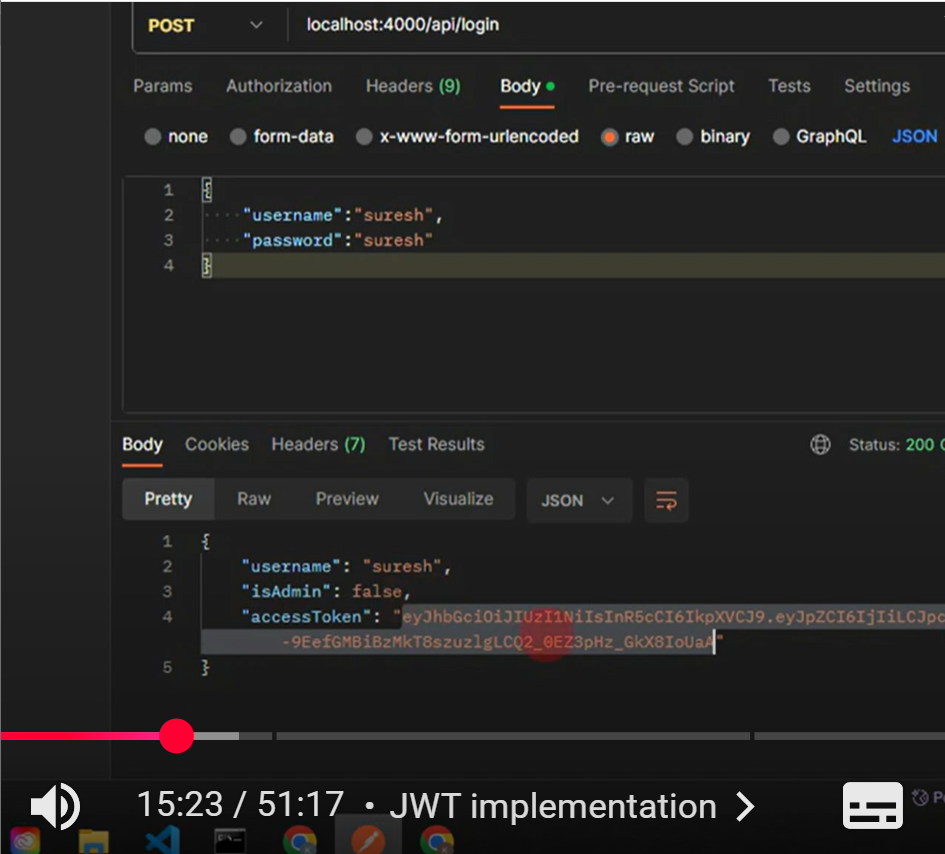 POST localhost:4000/api/login
Params Authorization Headers (9) Body Pre-request Script Tests Settings
none form-data x-www-form-urlencoded raw binary GraphQL JSON
1 {
2 "username":"suresh",
3 "password":"suresh"
4 }
Body Cookies Headers (7) Test Results Status: 200
Pretty Raw Preview Visualize JSON
1 {
2 "username": "suresh",
3 "isAdmin": false,
4 "accessToken": "eyJhbGciOiJIUzI1NiIsInR5cCI6IkpXVCJ9.eyJpZCI6IjIiLCJpc
-9EefGMBiBzMkT8szuzlgLCQ2_0EZ3pHz_GkX8IoUaA"
5 }
15:23 / 51:17 • JWT implementation